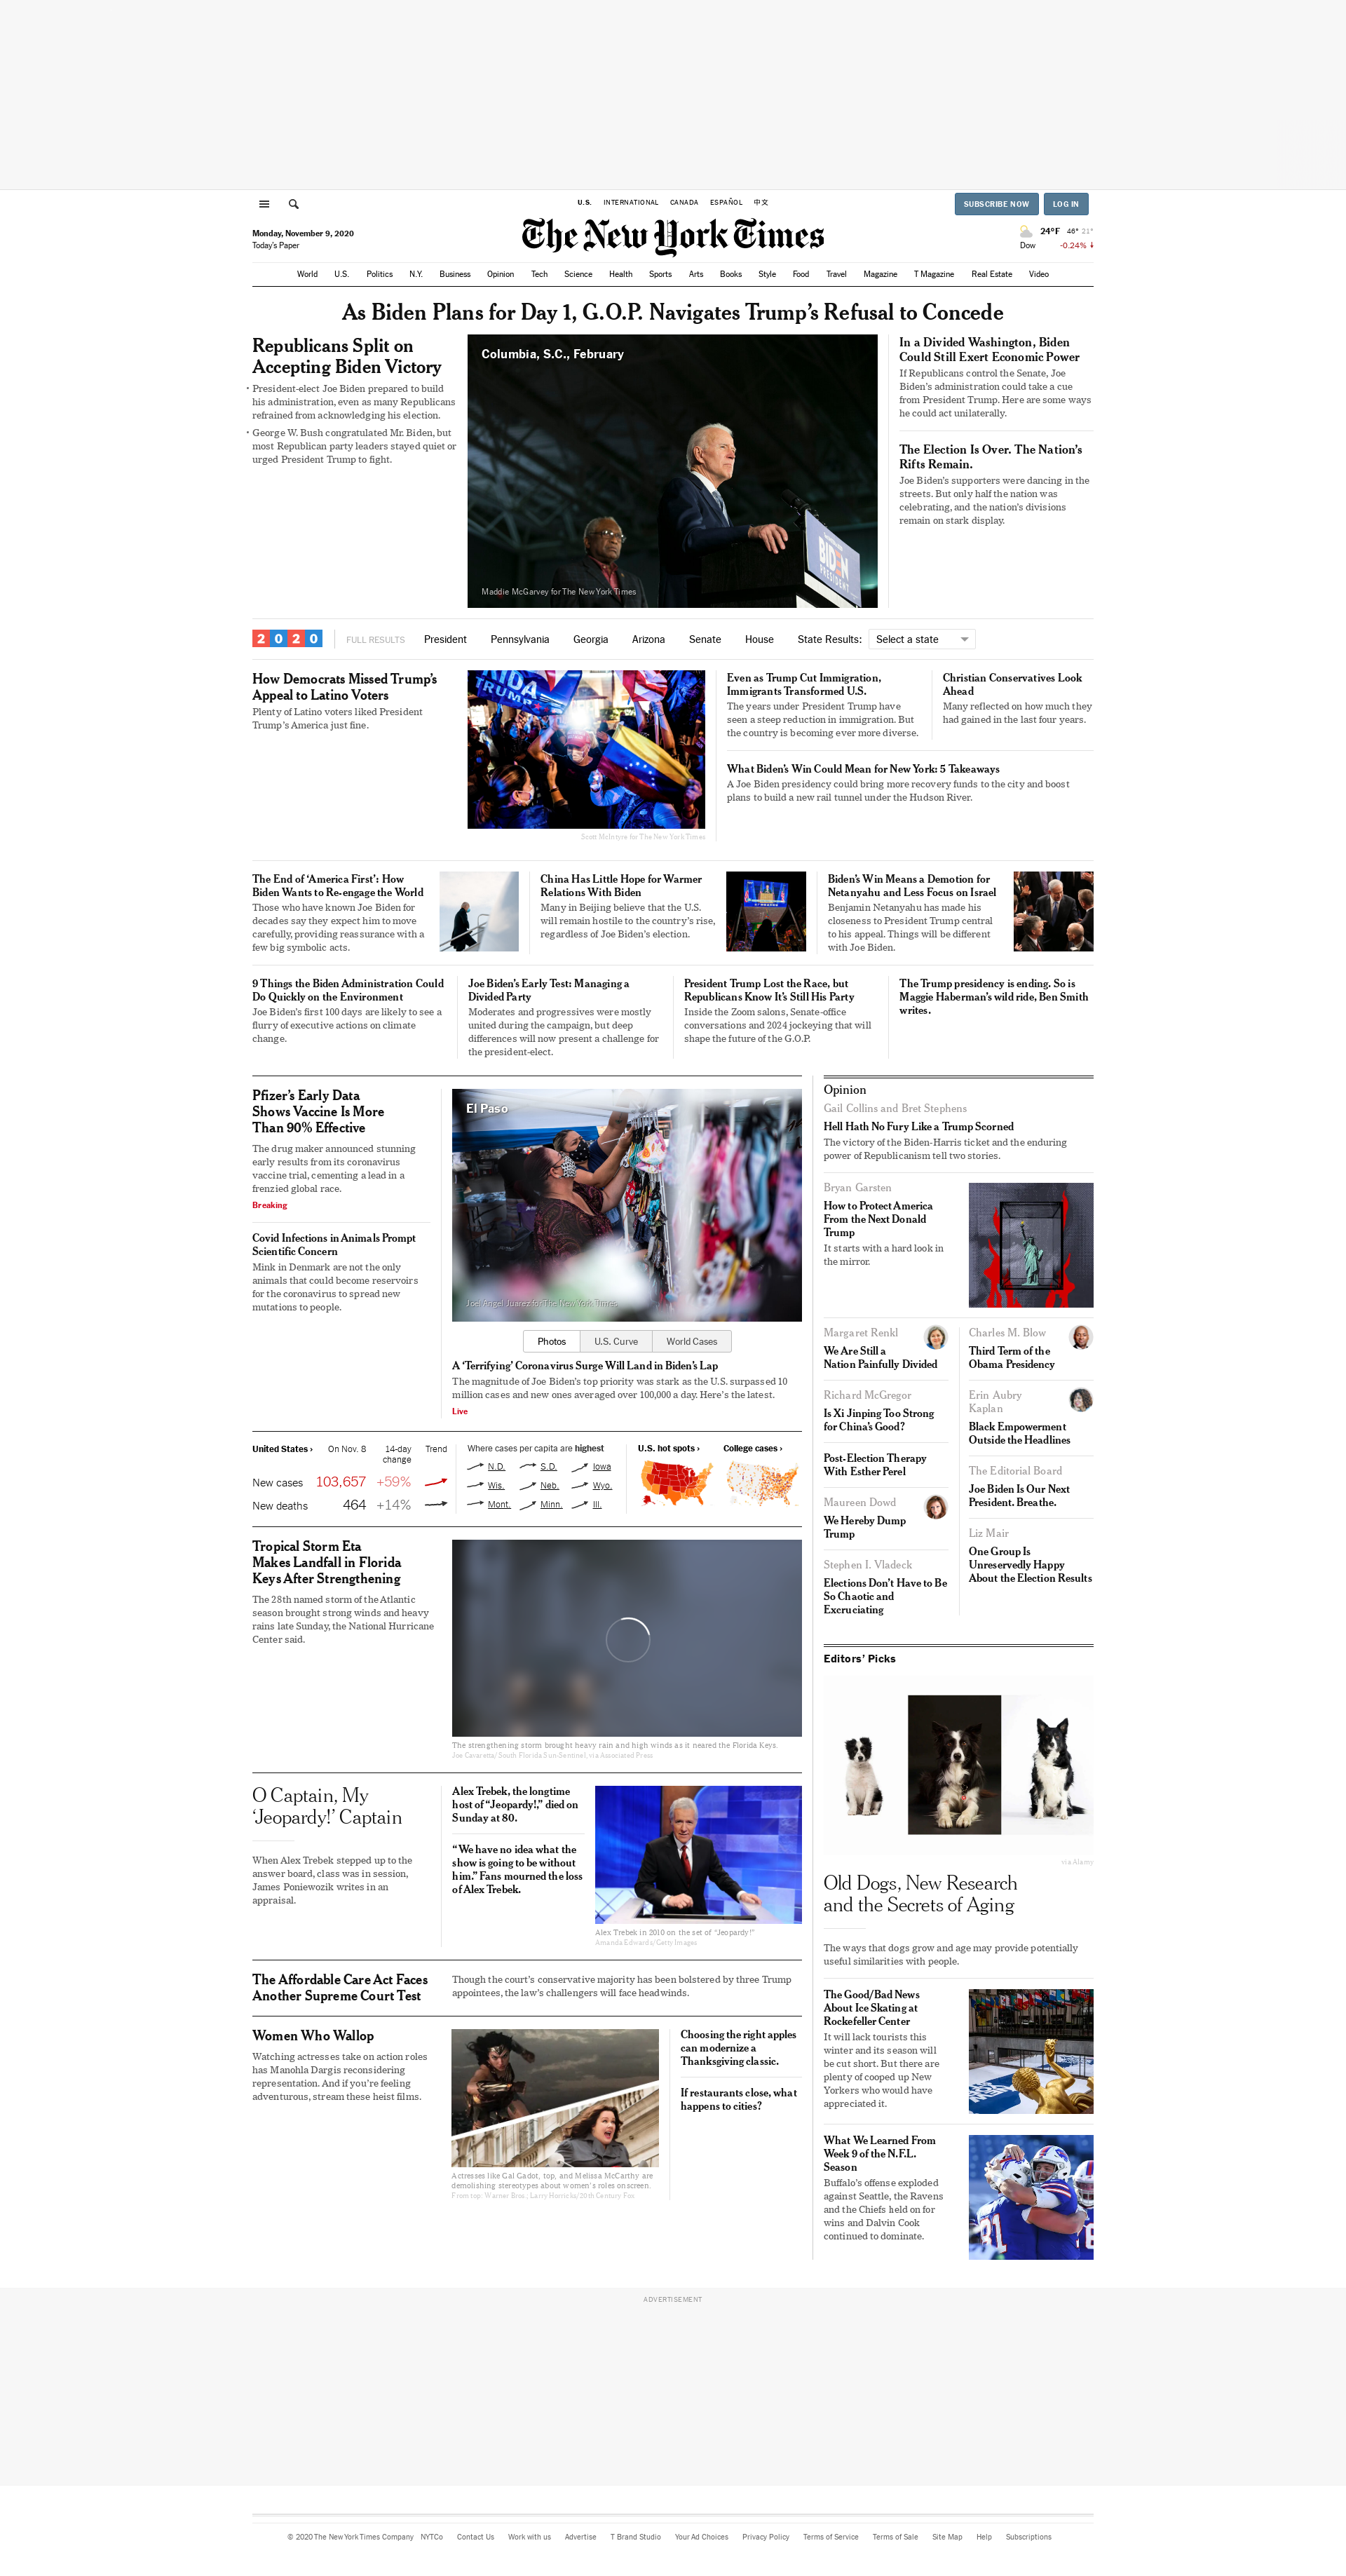 U.S. INTERNATIONAL CANADA ESPAÑOL 中文
SUBSCRIBE NOW LOG IN
Monday, November 9, 2020
Today's Paper
The New York Times
24°F 46° 21°
Dow -0.24%
World U.S. Politics N.Y. Business Opinion Tech Science Health Sports Arts Books Style Food Travel Magazine T Magazine Real Estate Video
As Biden Plans for Day 1, G.O.P. Navigates Trump's Refusal to Concede
Republicans Split on
Accepting Biden Victory
• President-elect Joe Biden prepared to build
his administration, even as many Republicans
refrained from acknowledging his election.
• George W. Bush congratulated Mr. Biden, but
most Republican party leaders stayed quiet or
urged President Trump to fight.
Columbia, S.C., February
BIDEN
PRESIDENT
Maddie McGarvey for The New York Times
In a Divided Washington, Biden
Could Still Exert Economic Power
If Republicans control the Senate, Joe
Biden's administration could take a cue
from President Trump. Here are some ways
he could act unilaterally.
The Election Is Over. The Nation's
Rifts Remain.
Joe Biden's supporters were dancing in the
streets. But only half the nation was
celebrating, and the nation's divisions
remain on stark display.
2020 FULL RESULTS President Pennsylvania Georgia Arizona Senate House State Results: Select a state
How Democrats Missed Trump's
Appeal to Latino Voters
Plenty of Latino voters liked President
Trump's America just fine.
TRUMP
Scott McIntyre for The New York Times
Even as Trump Cut Immigration,
Immigrants Transformed U.S.
The years under President Trump have
seen a steep reduction in immigration. But
the country is becoming ever more diverse.
Christian Conservatives Look
Ahead
Many reflected on how much they
had gained in the last four years.
What Biden's Win Could Mean for New York: 5 Takeaways
A Joe Biden presidency could bring more recovery funds to the city and boost
plans to build a new rail tunnel under the Hudson River.
The End of 'America First': How
Biden Wants to Re-engage the World
Those who have known Joe Biden for
decades say they expect him to move
carefully, providing reassurance with a
few big symbolic acts.
China Has Little Hope for Warmer
Relations With Biden
Many in Beijing believe that the U.S.
will remain hostile to the country's rise,
regardless of Joe Biden's election.
Biden's Win Means a Demotion for
Netanyahu and Less Focus on Israel
Benjamin Netanyahu has made his
closeness to President Trump central
to his appeal. Things will be different
with Joe Biden.
9 Things the Biden Administration Could
Do Quickly on the Environment
Joe Biden's first 100 days are likely to see a
flurry of executive actions on climate
change.
Joe Biden's Early Test: Managing a
Divided Party
Moderates and progressives were mostly
united during the campaign, but deep
differences will now present a challenge for
the president-elect.
President Trump Lost the Race, but
Republicans Know It's Still His Party
Inside the Zoom salons, Senate-office
conversations and 2024 jockeying that will
shape the future of the G.O.P.
The Trump presidency is ending. So is
Maggie Haberman's wild ride, Ben Smith
writes.
Pfizer's Early Data
Shows Vaccine Is More
Than 90% Effective
The drug maker announced stunning
early results from its coronavirus
vaccine trial, cementing a lead in a
frenzied global race.
Breaking
Covid Infections in Animals Prompt
Scientific Concern
Mink in Denmark are not the only
animals that could become reservoirs
for the coronavirus to spread new
mutations to people.
El Paso
Joel Angel Juarez for The New York Times
Photos U.S. Curve World Cases
A 'Terrifying' Coronavirus Surge Will Land in Biden's Lap
The magnitude of Joe Biden's top priority was stark as the U.S. surpassed 10
million cases and new ones averaged over 100,000 a day. Here's the latest.
Live
United States › On Nov. 8 14-day change Trend
New cases 103,657 +59%
New deaths 464 +14%
Where cases per capita are highest
N.D. S.D. Iowa
Wis. Neb. Wyo.
Mont. Minn. Ill.
U.S. hot spots › College cases ›
Tropical Storm Eta
Makes Landfall in Florida
Keys After Strengthening
The 28th named storm of the Atlantic
season brought strong winds and heavy
rains late Sunday, the National Hurricane
Center said.
The strengthening storm brought heavy rain and high winds as it neared the Florida Keys.
Joe Cavaretta/South Florida Sun-Sentinel, via Associated Press
O Captain, My
'Jeopardy!' Captain
When Alex Trebek stepped up to the
answer board, class was in session,
James Poniewozik writes in an
appraisal.
Alex Trebek, the longtime
host of "Jeopardy!," died on
Sunday at 80.
"We have no idea what the
show is going to be without
him." Fans mourned the loss
of Alex Trebek.
Alex Trebek in 2010 on the set of "Jeopardy!"
Amanda Edwards/Getty Images
The Affordable Care Act Faces
Another Supreme Court Test
Though the court's conservative majority has been bolstered by three Trump
appointees, the law's challengers will face headwinds.
Women Who Wallop
Watching actresses take on action roles
has Manohla Dargis reconsidering
representation. And if you're feeling
adventurous, stream these heist films.
Actresses like Gal Gadot, top, and Melissa McCarthy are
demolishing stereotypes about women's roles onscreen.
From top: Warner Bros.; Larry Horricks/20th Century Fox
Choosing the right apples
can modernize a
Thanksgiving classic.
If restaurants close, what
happens to cities?
Opinion
Gail Collins and Bret Stephens
Hell Hath No Fury Like a Trump Scorned
The victory of the Biden-Harris ticket and the enduring
power of Republicanism tell two stories.
Bryan Garsten
How to Protect America
From the Next Donald
Trump
It starts with a hard look in
the mirror.
Margaret Renkl
We Are Still a
Nation Painfully Divided
Richard McGregor
Is Xi Jinping Too Strong
for China's Good?
Post-Election Therapy
With Esther Perel
Maureen Dowd
We Hereby Dump
Trump
Stephen I. Vladeck
Elections Don't Have to Be
So Chaotic and
Excruciating
Charles M. Blow
Third Term of the
Obama Presidency
Erin Aubry
Kaplan
Black Empowerment
Outside the Headlines
The Editorial Board
Joe Biden Is Our Next
President. Breathe.
Liz Mair
One Group Is
Unreservedly Happy
About the Election Results
Editors' Picks
via Alamy
Old Dogs, New Research
and the Secrets of Aging
The ways that dogs grow and age may provide potentially
useful similarities with people.
The Good/Bad News
About Ice Skating at
Rockefeller Center
It will lack tourists this
winter and its season will
be cut short. But there are
plenty of cooped up New
Yorkers who would have
appreciated it.
What We Learned From
Week 9 of the N.F.L.
Season
Buffalo's offense exploded
against Seattle, the Ravens
and the Chiefs held on for
wins and Dalvin Cook
continued to dominate.
ADVERTISEMENT
© 2020 The New York Times Company NYTCo Contact Us Work with us Advertise T Brand Studio Your Ad Choices Privacy Policy Terms of Service Terms of Sale Site Map Help Subscriptions